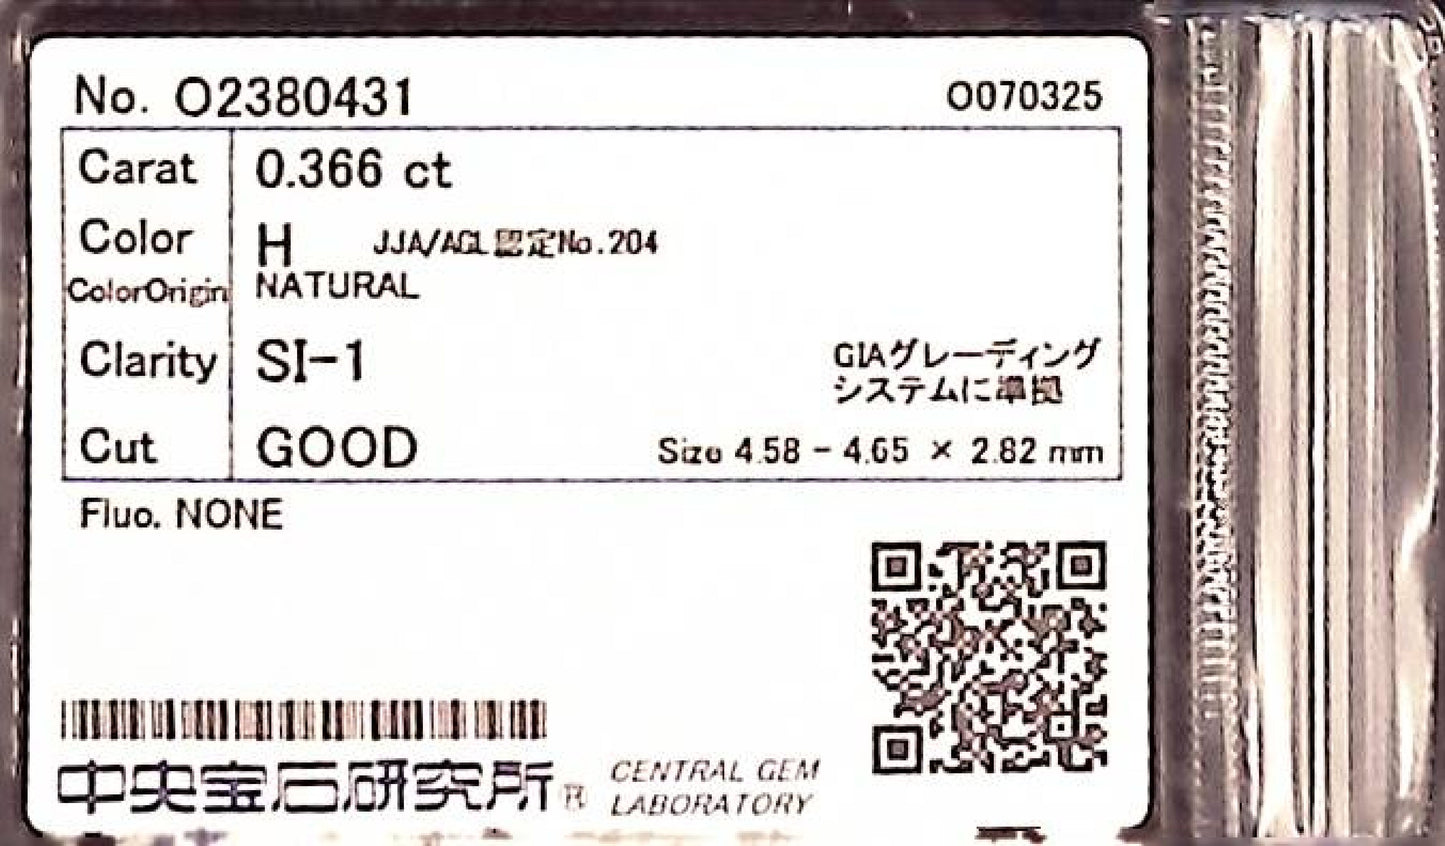 No. O2380431
O070325
Carat 0.366 ct
Color H JJA/AGL認定No.204
ColorOrigin NATURAL
Clarity SI-1
GIAグレーディング
システムに準拠
Cut GOOD Size 4.58 - 4.65 × 2.82 mm
Fluo. NONE
中央宝石研究所® CENTRAL GEM
LABORATORY